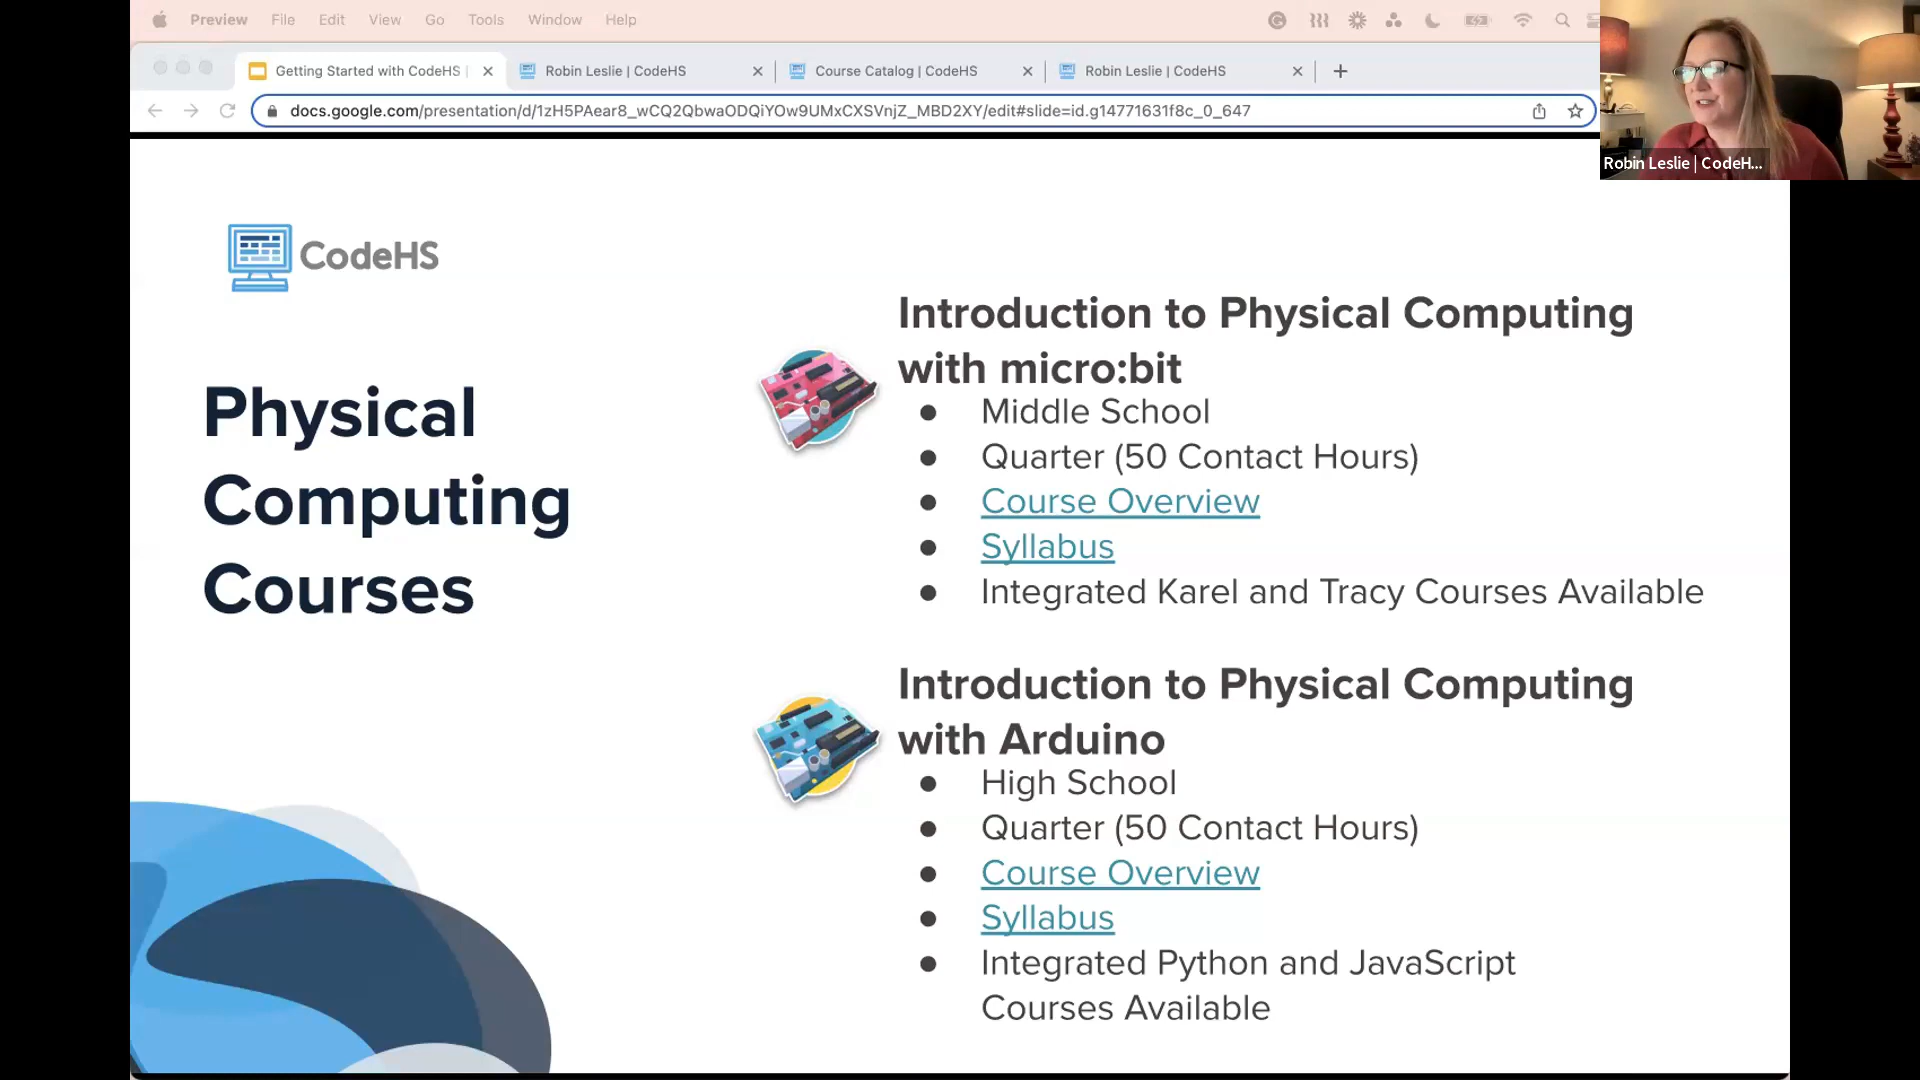 Preview File Edit View Go Tools Window Help
Getting Started with CodeHS |
Robin Leslie | CodeHS
Course Catalog | CodeHS
Robin Leslie | CodeHS
docs.google.com/presentation/d/1zH5PAear8_wCQ2QbwaODQiYOw9UMxCXSVnjZ_MBD2XY/edit#slide=id.g14771631f8c_0_647
Robin Leslie | CodeH...
CodeHS
Physical
Computing
Courses
Introduction to Physical Computing
with micro:bit
● Middle School
● Quarter (50 Contact Hours)
● Course Overview
● Syllabus
● Integrated Karel and Tracy Courses Available
Introduction to Physical Computing
with Arduino
● High School
● Quarter (50 Contact Hours)
● Course Overview
● Syllabus
● Integrated Python and JavaScript
Courses Available